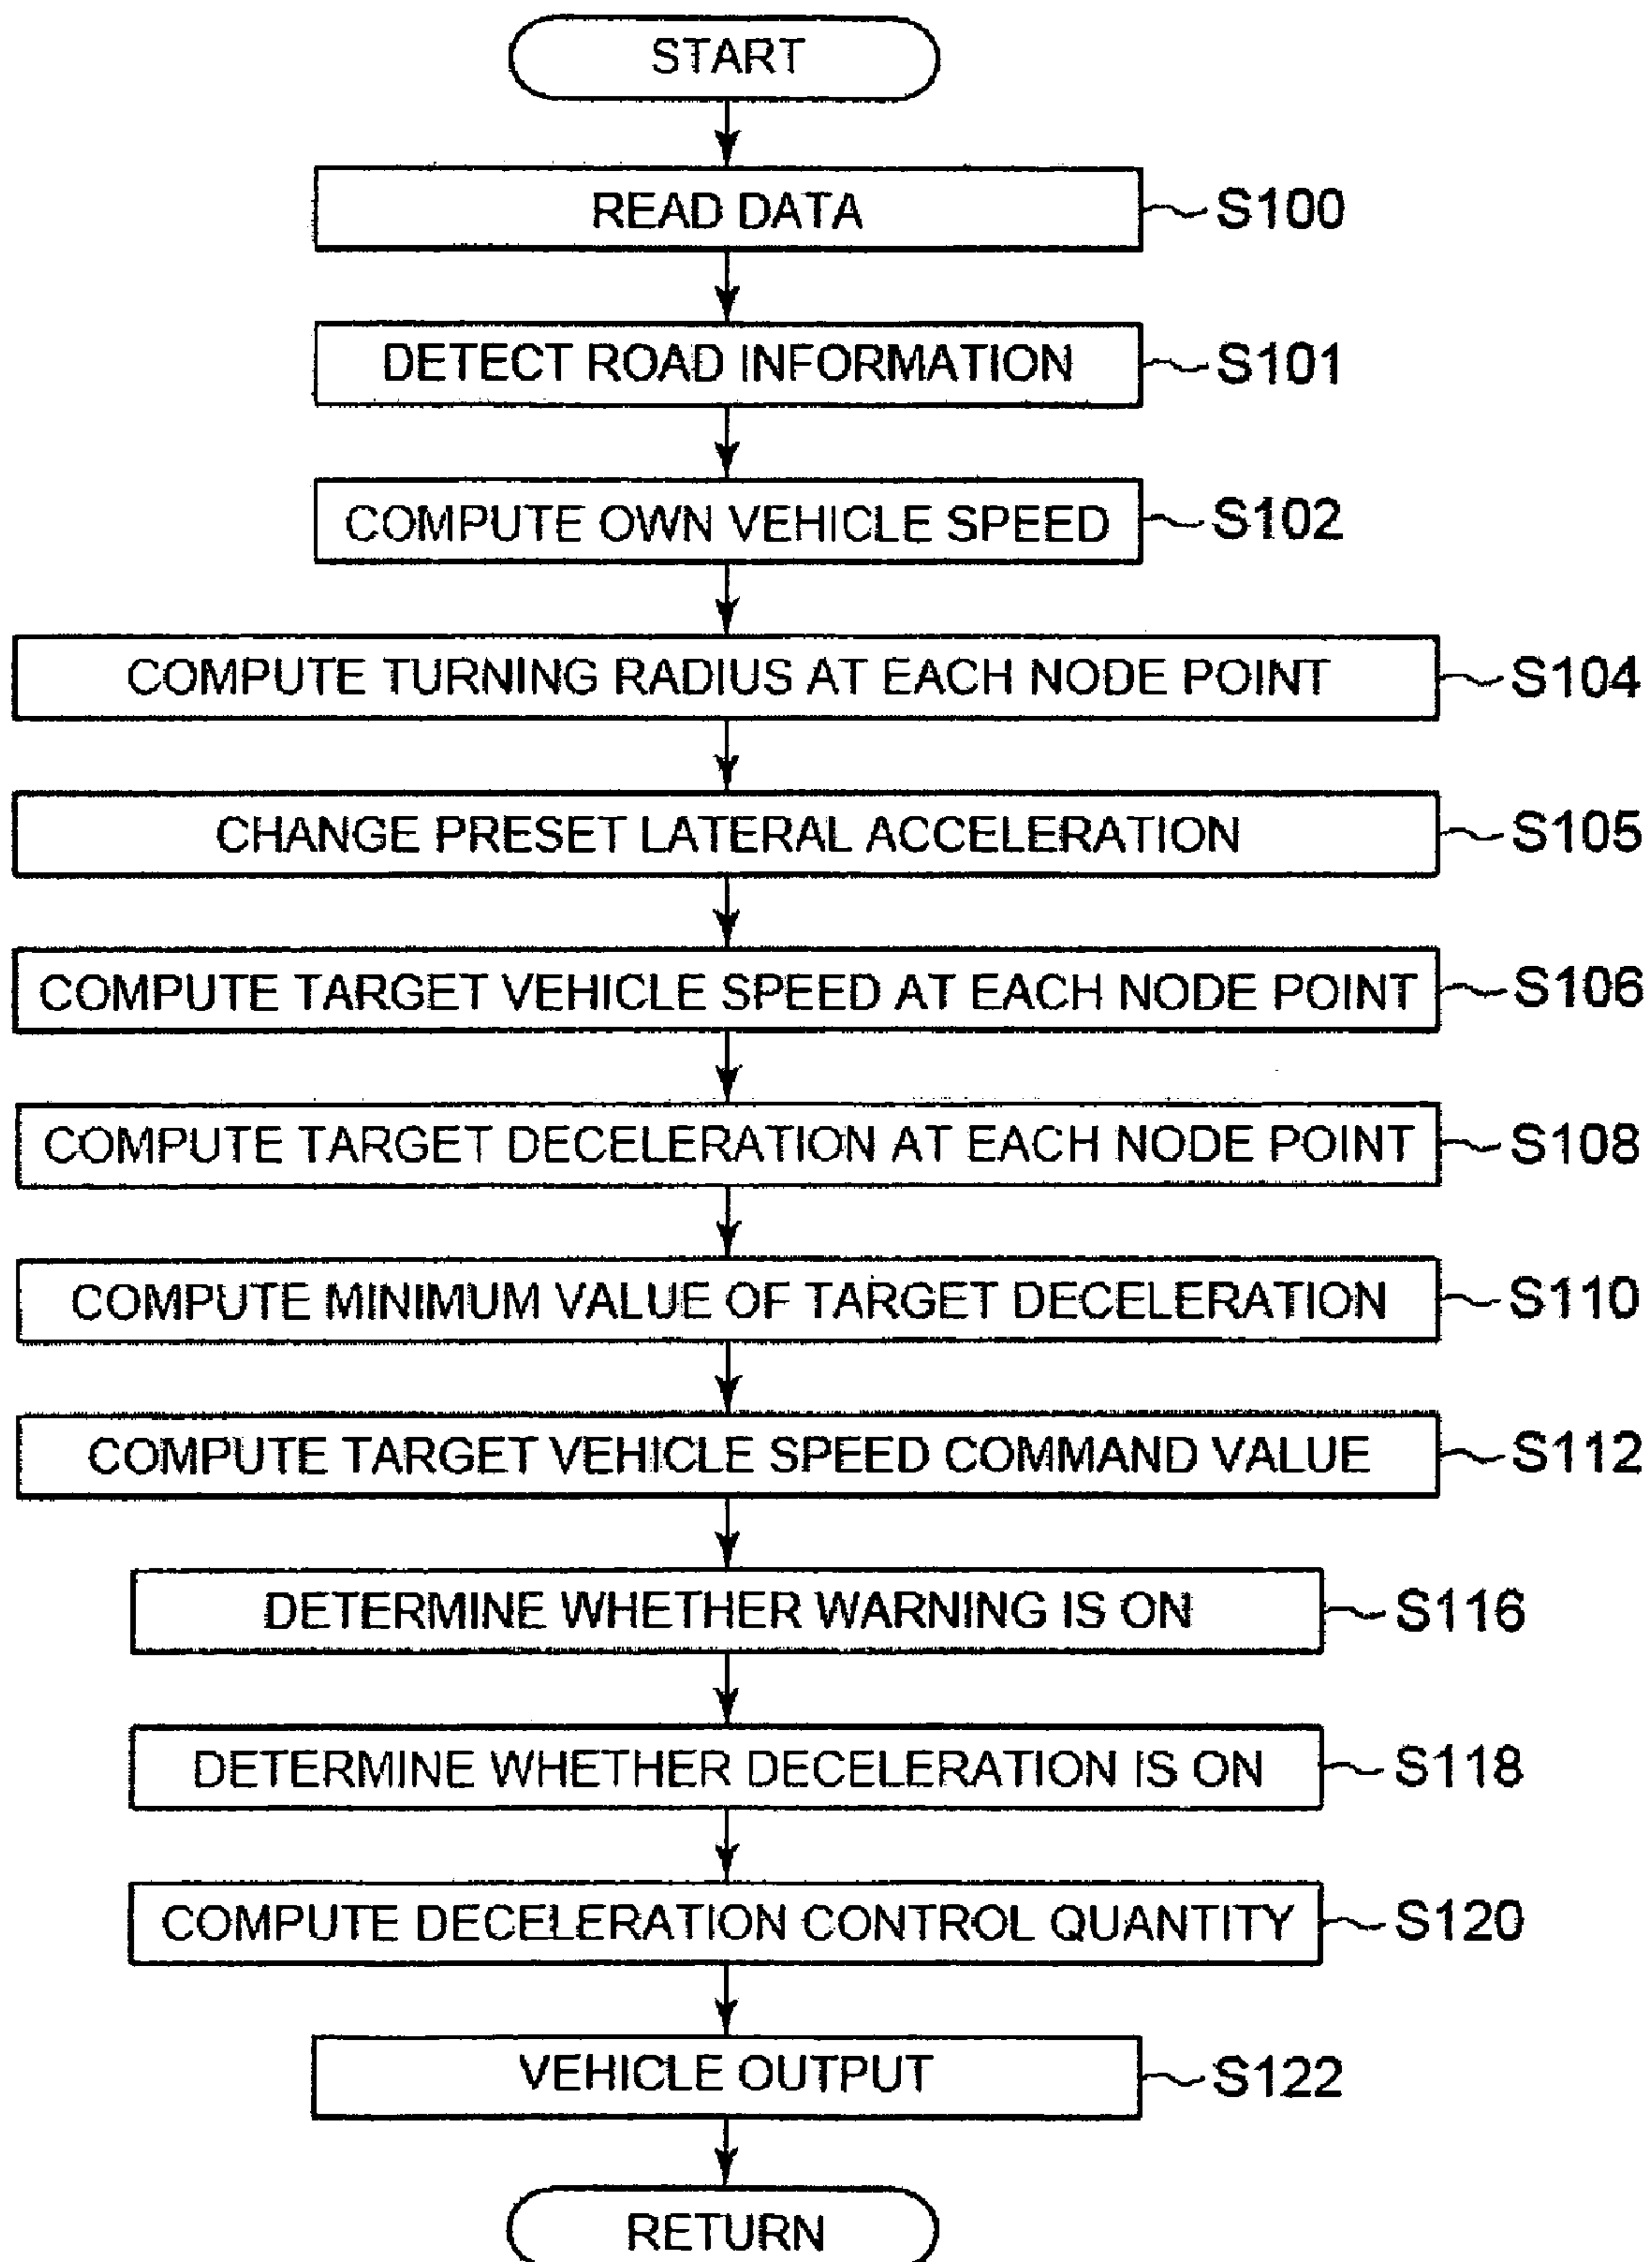 START
READ DATA
S100
DETECT ROAD INFORMATION
S101
COMPUTE OWN VEHICLE SPEED
S102
COMPUTE TURNING RADIUS AT EACH NODE POINT
S104
CHANGE PRESET LATERAL ACCELERATION
S105
COMPUTE TARGET VEHICLE SPEED AT EACH NODE POINT
S106
COMPUTE TARGET DECELERATION AT EACH NODE POINT
S108
COMPUTE MINIMUM VALUE OF TARGET DECELERATION
S110
COMPUTE TARGET VEHICLE SPEED COMMAND VALUE
S112
DETERMINE WHETHER WARNING IS ON
S116
DETERMINE WHETHER DECELERATION IS ON
S118
COMPUTE DECELERATION CONTROL QUANTITY
S120
VEHICLE OUTPUT
S122
RETURN